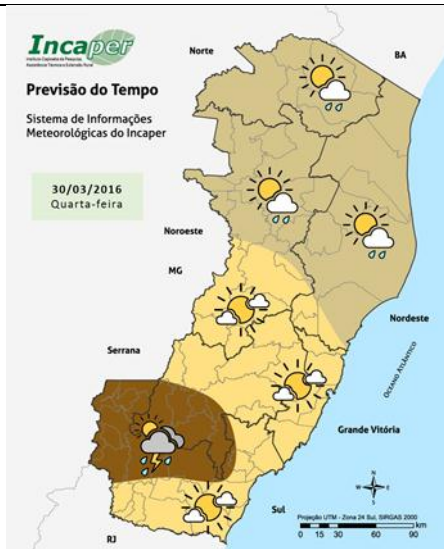 Incaper
Instituto Capixaba de Pesquisa,
Assistência Técnica e Extensão Rural
Previsão do Tempo
Sistema de Informações
Meteorológicas do Incaper
30/03/2016
Quarta-feira
Norte
BA
Noroeste
MG
Nordeste
Serrana
OCEANO ATLÂNTICO
Grande Vitória
Sul
RJ
N
W
E
S
Projeção UTM - Zona 24 Sul, SIRGAS 2000
km
0 15 30 60 90